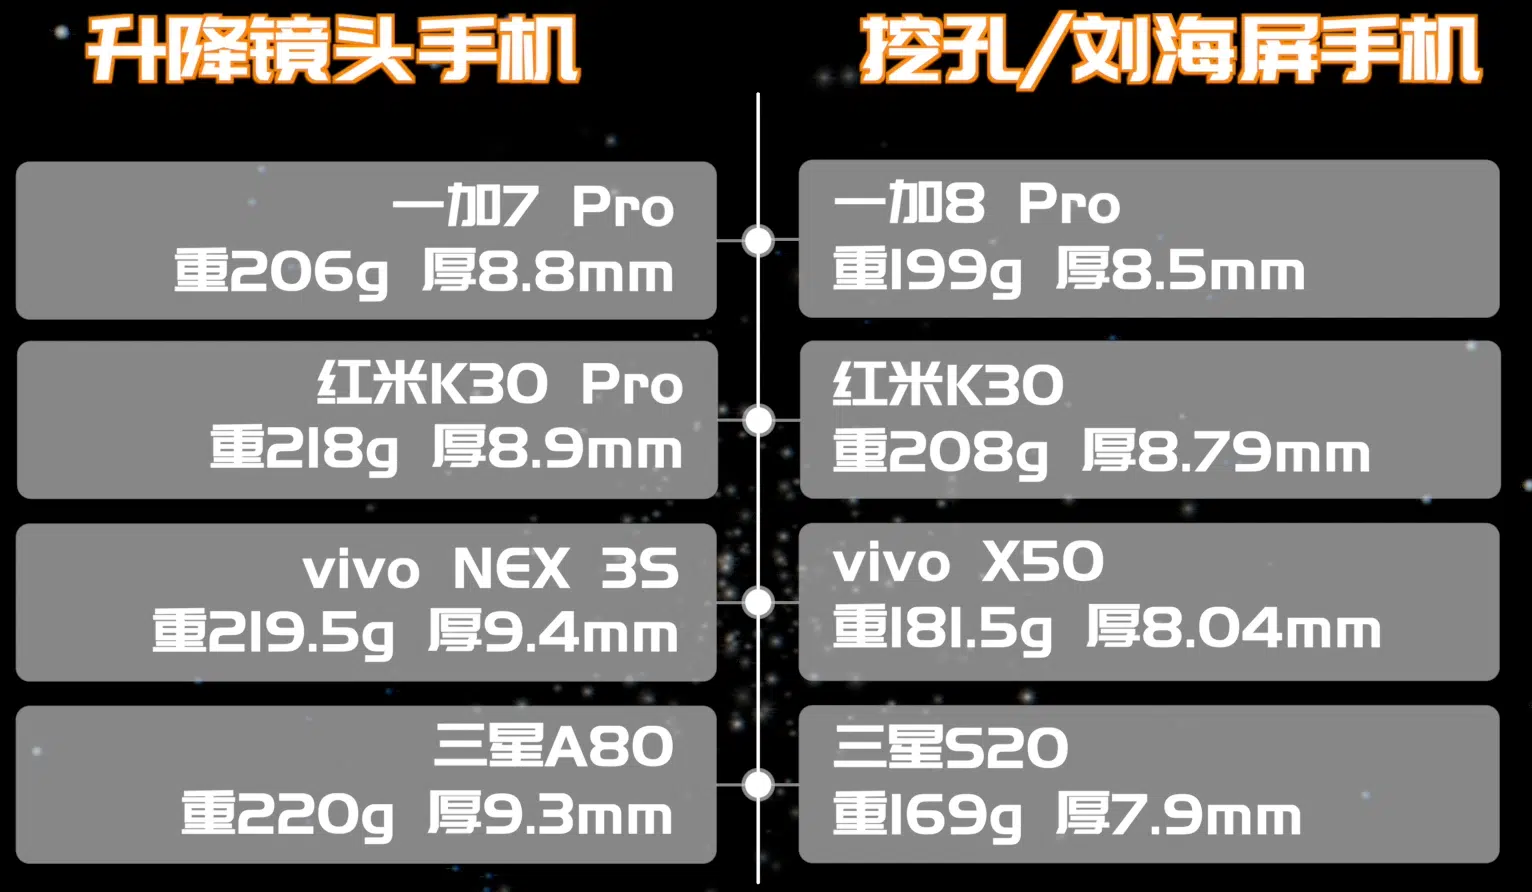 升降镜头手机
挖孔/刘海屏手机
一加7 Pro
重206g 厚8.8mm
一加8 Pro
重199g 厚8.5mm
红米K30 Pro
重218g 厚8.9mm
红米K30
重208g 厚8.79mm
vivo NEX 3S
重219.5g 厚9.4mm
vivo X50
重181.5g 厚8.04mm
三星A80
重220g 厚9.3mm
三星S20
重169g 厚7.9mm